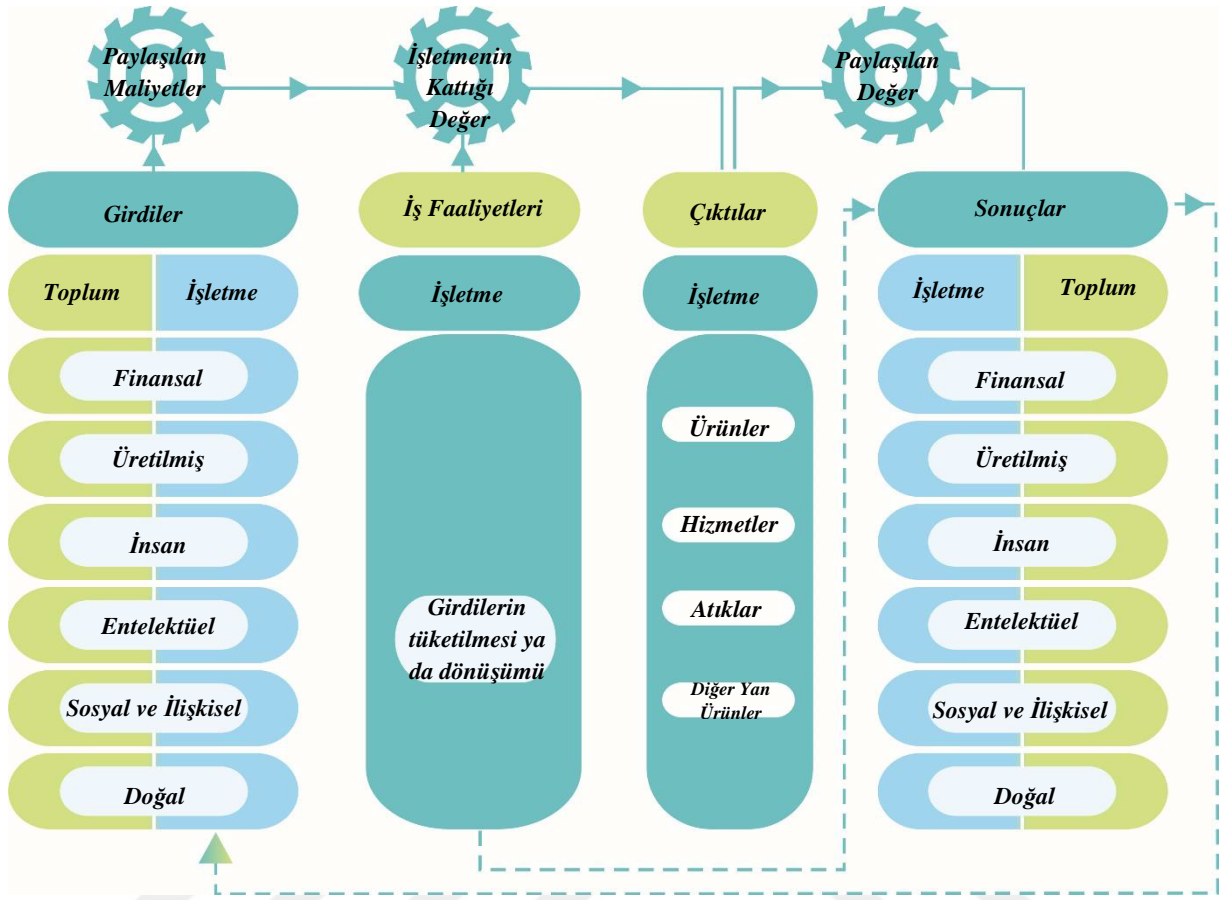 Paylaşılan
Maliyetler
İşletmenin
Kattığı
Değer
Paylaşılan
Değer
Girdiler
İş Faaliyetleri
Çıktılar
Sonuçlar
Toplum
İşletme
İşletme
İşletme
İşletme
Toplum
Finansal
Üretilmiş
İnsan
Entelektüel
Sosyal ve İlişkisel
Doğal
Girdilerin
tüketilmesi ya
da dönüşümü
Ürünler
Hizmetler
Atıklar
Diğer Yan
Ürünler
Finansal
Üretilmiş
İnsan
Entelektüel
Sosyal ve İlişkisel
Doğal